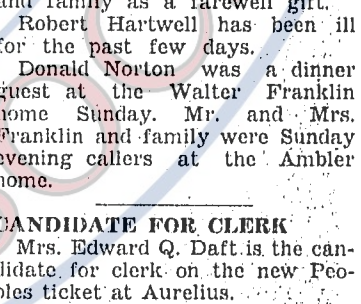 and family as a farewell gift.
Robert Hartwell has been ill
for the past few days.
Donald Norton was a dinner
guest at the Walter Franklin
home Sunday. Mr. and Mrs.
Franklin and family were Sunday
evening callers at the Ambler
home.
CANDIDATE FOR CLERK
Mrs. Edward Q. Daft is the can-
didate for clerk on the new Peo-
ples ticket at Aurelius.